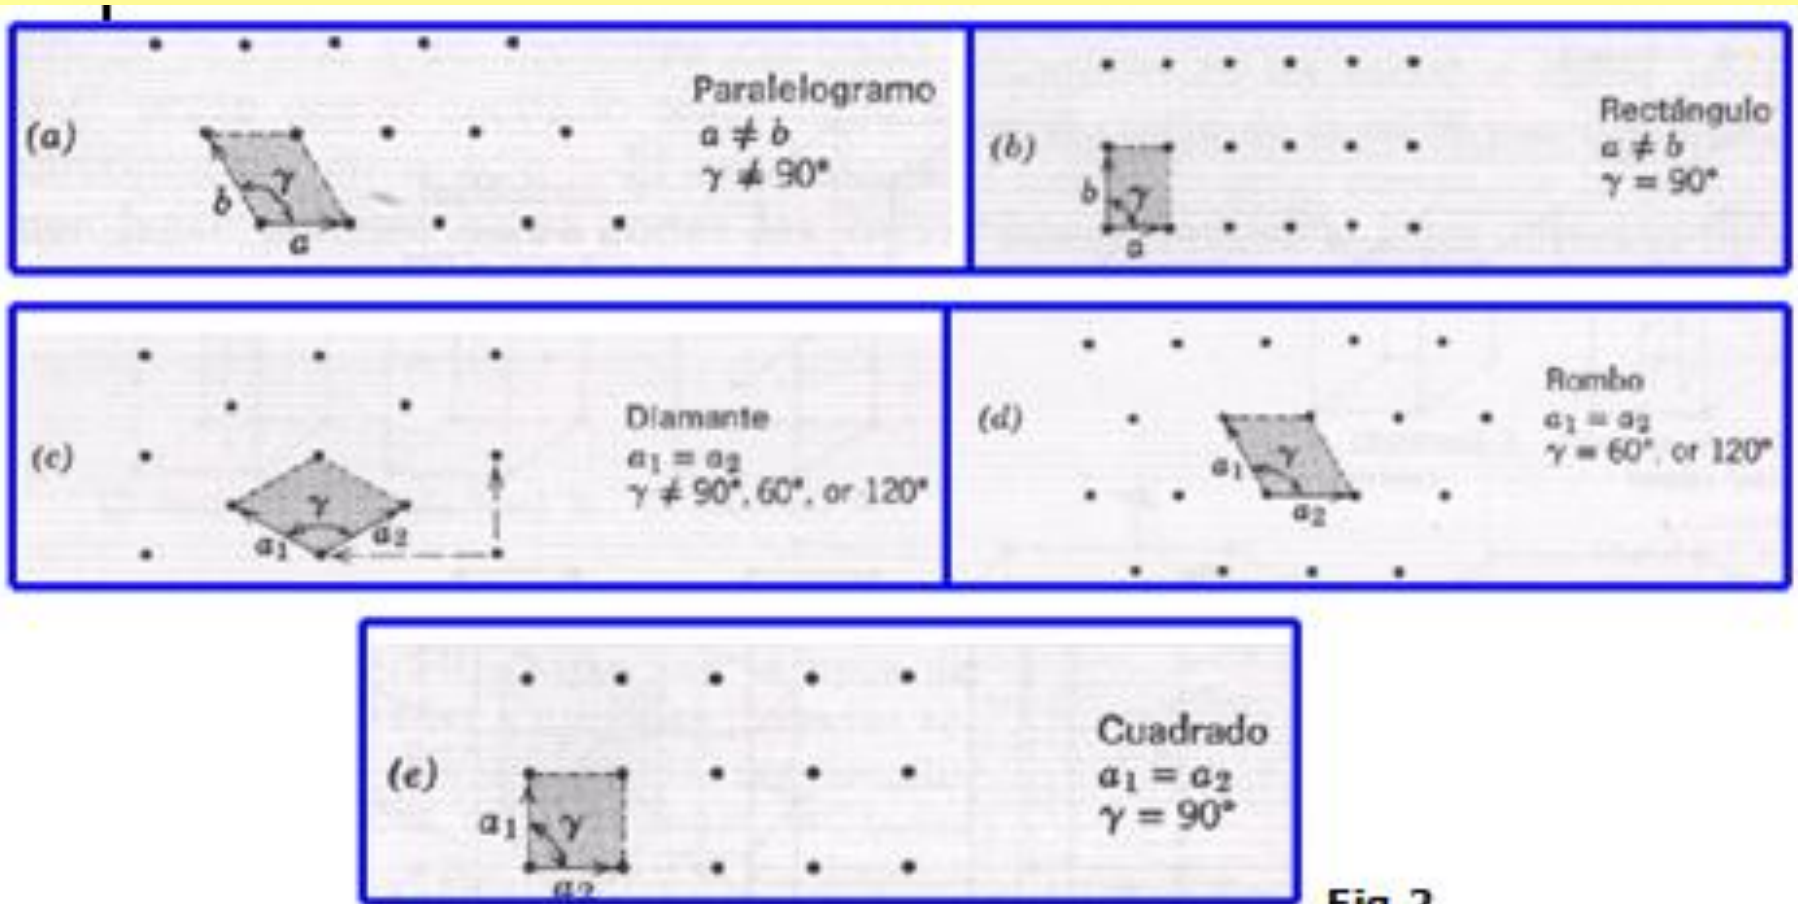 (a)
Paralelogramo
a ≠ b
γ ≠ 90°
b
γ
a
(b)
Rectángulo
a ≠ b
γ = 90°
b
γ
a
(c)
Diamante
a₁ = a₂
γ ≠ 90°, 60°, or 120°
γ
a₁
a₂
(d)
Rombo
a₁ = a₂
γ = 60°, or 120°
a₁
γ
a₂
(e)
Cuadrado
a₁ = a₂
γ = 90°
a₁
γ
a₂
Fig. 2